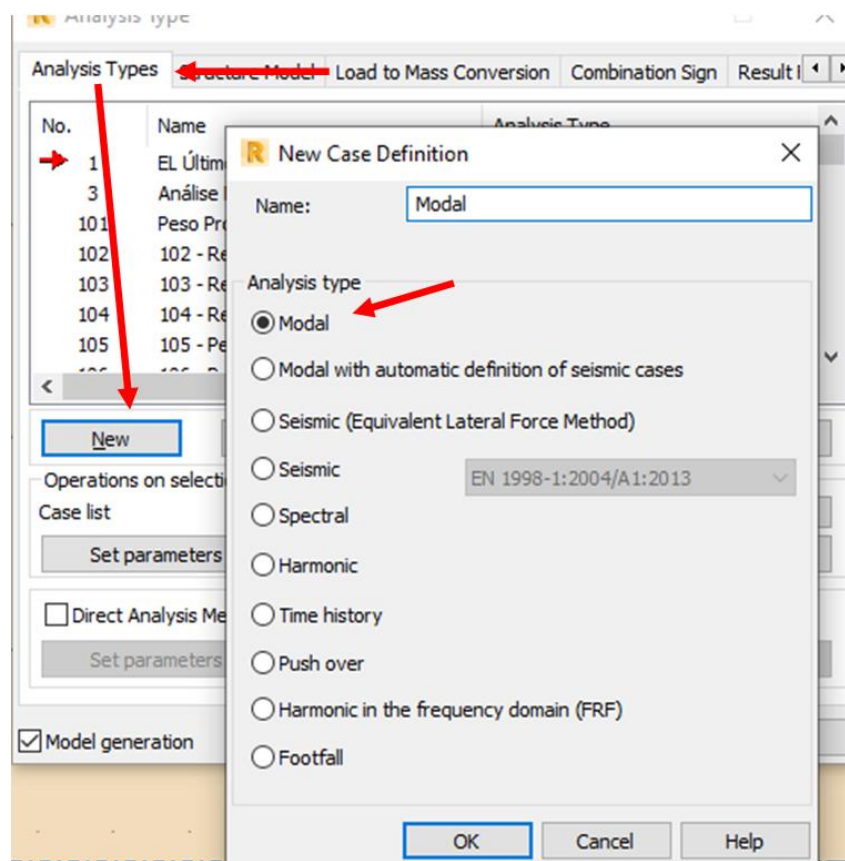 Analysis Type
Analysis Types Structure Model Load to Mass Conversion Combination Sign Result
No. Name Analysis Type
1 EL Últim
3 Análise
101 Peso Pro
102 102 - Re
103 103 - Re
104 104 - Re
105 105 - Pe
New
Operations on selecti
Case list
Set parameters
Direct Analysis Me
Set parameters
Model generation
R New Case Definition
Name: Modal
Analysis type
Modal
Modal with automatic definition of seismic cases
Seismic (Equivalent Lateral Force Method)
Seismic EN 1998-1:2004/A1:2013
Spectral
Harmonic
Time history
Push over
Harmonic in the frequency domain (FRF)
Footfall
OK Cancel Help